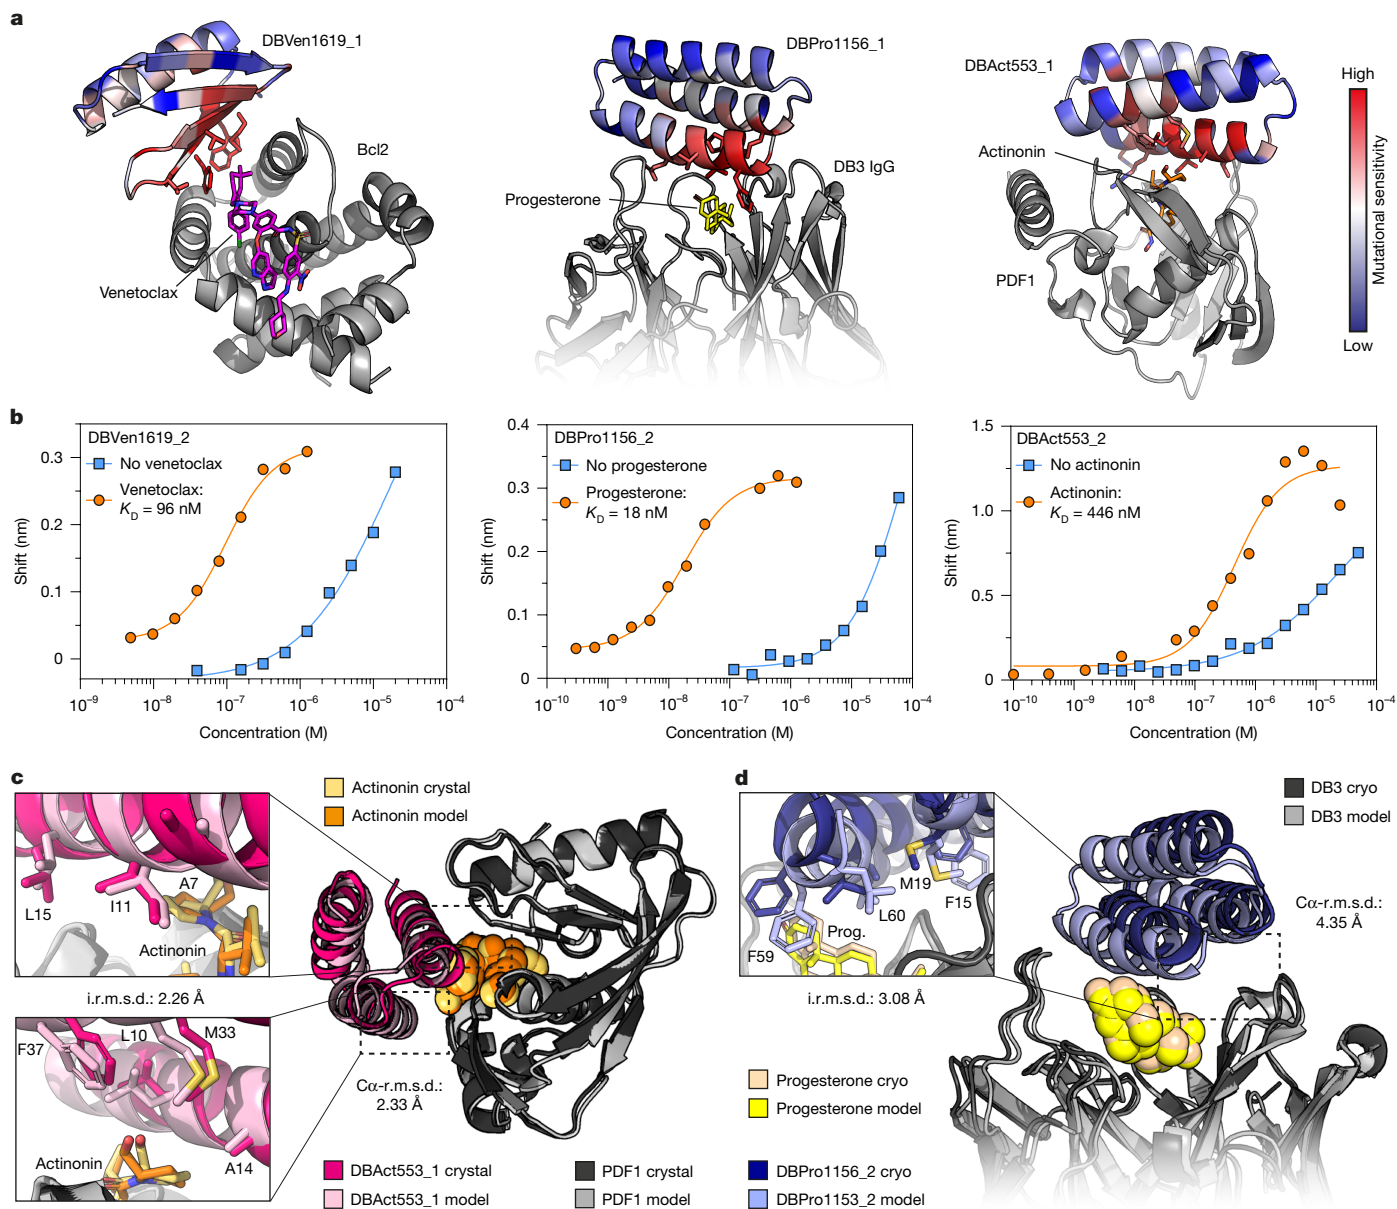 a
DBVen1619_1
Bcl2
Venetoclax
DBPro1156_1
DB3 IgG
Progesterone
DBAct553_1
Actinonin
PDF1
High
Mutational sensitivity
Low
b
DBVen1619_2
No venetoclax
Venetoclax:
KD = 96 nM
Shift (nm)
0.3
0.2
0.1
0
10⁻⁹ 10⁻⁸ 10⁻⁷ 10⁻⁶ 10⁻⁵ 10⁻⁴
Concentration (M)
DBPro1156_2
No progesterone
Progesterone:
KD = 18 nM
Shift (nm)
0.4
0.3
0.2
0.1
0
10⁻¹⁰ 10⁻⁹ 10⁻⁸ 10⁻⁷ 10⁻⁶ 10⁻⁵ 10⁻⁴
Concentration (M)
DBAct553_2
No actinonin
Actinonin:
KD = 446 nM
Shift (nm)
1.5
1.0
0.5
0
10⁻¹⁰ 10⁻⁹ 10⁻⁸ 10⁻⁷ 10⁻⁶ 10⁻⁵ 10⁻⁴
Concentration (M)
c
Actinonin crystal
Actinonin model
A7
L15
I11
Actinonin
i.r.m.s.d.: 2.26 Å
L10
M33
F37
Actinonin
A14
Cα-r.m.s.d.:
2.33 Å
DBAct553_1 crystal
DBAct553_1 model
PDF1 crystal
PDF1 model
d
DB3 cryo
DB3 model
M19
L60
F15
Prog.
F59
i.r.m.s.d.: 3.08 Å
Cα-r.m.s.d.:
4.35 Å
Progesterone cryo
Progesterone model
DBPro1156_2 cryo
DBPro1153_2 model